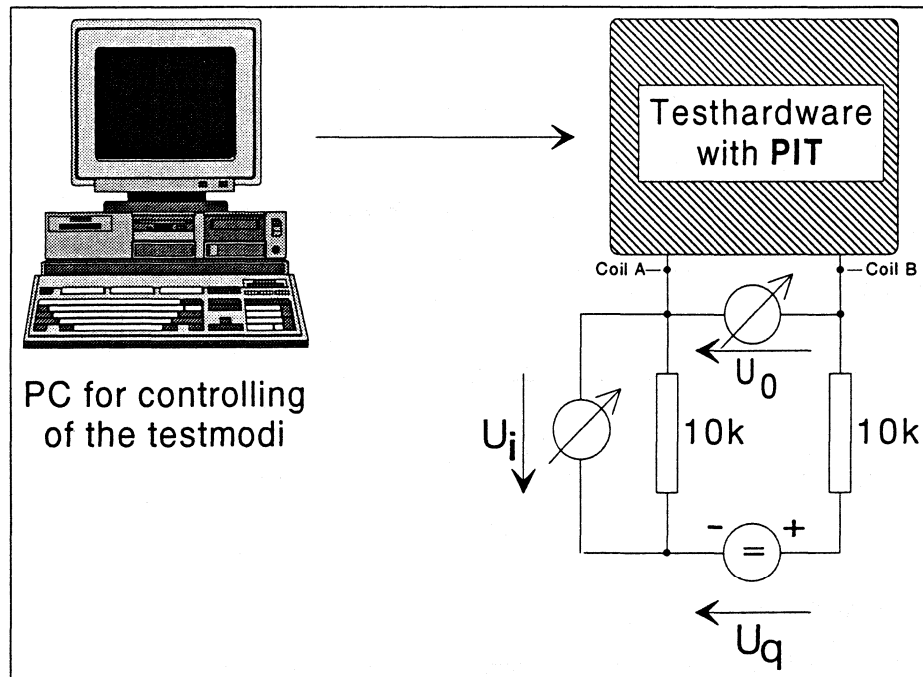 Testhardware
with PIT
Coil A
Coil B
U0
Ui
10k
10k
PC for controlling
of the testmodi
- = +
Uq